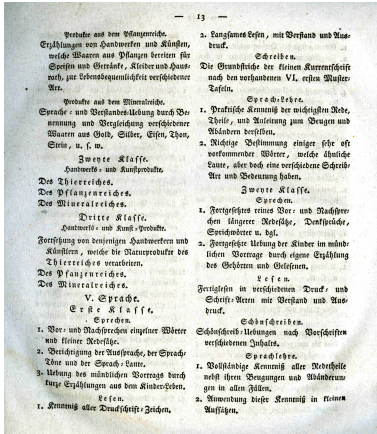 — 13 —
Produkte aus dem Pflanzenreiche.
Erzählungen von Handwerken und Künsten,
welche Waaren aus Pflanzen bereiten für
Speisen und Getränke, Kleider und Haus-
rath, zur Lebensbequemlichkeit verschiedener
Art.
Produkte aus dem Mineralreiche.
Sprache- und Verstandes-Uebung durch Be-
nennung und Vergleichung verschiedener
Waaren aus Gold, Silber, Eisen, Thon,
Stein, u. s. w.
Zweyte Klasse.
Handwerks- und Kunstprodukte.
Des Thierreiches.
Des Pflanzenreiches.
Des Mineralreiches.
Dritte Klasse.
Handwerks- und Kunst-Produkte.
Fortsetzung von denjenigen Handwerkern und
Künstlern, welche die Naturprodukte des
Thierreiches verarbeiten.
Des Pflanzenreiches.
Des Mineralreiches.
V. Sprache.
Erste Klasse.
Sprechen.
1. Vor- und Nachsprechen einzelner Wörter
und kleiner Redesätze.
2. Berichtigung der Aussprache, der Sprach-
Töne und der Sprach-Laute.
3. Uebung des mündlichen Vortrags durch
kurze Erzählungen aus dem Kinder-Leben.
Lesen.
1. Kenntniß aller Druckschrift-Zeichen.
2. Langsames Lesen, mit Verstand und Aus-
druck.
Schreiben.
Die Grundstriche der kleinen Kurrentschrift
nach den vorhandenen VI. ersten Muster-
Tafeln.
Sprach-Lehre.
1. Praktische Kenntniß der wichtigsten Rede-
Theile, und Anleitung zum Beugen und
Abändern derselben.
2. Richtige Bestimmung einiger sehr oft
vorkommender Wörter, welche ähnliche
Laute, aber doch eine verschiedene Schreib-
Art und Bedeutung haben.
Zweyte Klasse.
Sprechen.
1. Fortgesetztes reines Vor- und Nachspre-
chen längerer Redesätze, Denksprüche,
Sprichwörter u. dgl.
2. Fortgesetzte Uebung der Kinder im münd-
lichen Vortrage durch eigene Erzählung
des Gehörten und Gelesenen.
Lesen.
Fertiglesen in verschiedenen Druck- und
Schrift-Arten mit Verstand und Aus-
druck.
Schönschreiben.
Schönschreib-Uebungen nach Vorschriften
verschiedenen Inhalts.
Sprachlehre.
1. Vollständige Kenntniß aller Redetheile
nebst ihren Beugungen und Abänderun-
gen in allen Fällen.
2. Anwendung dieser Kenntniß in kleinen
Aufsätzen.